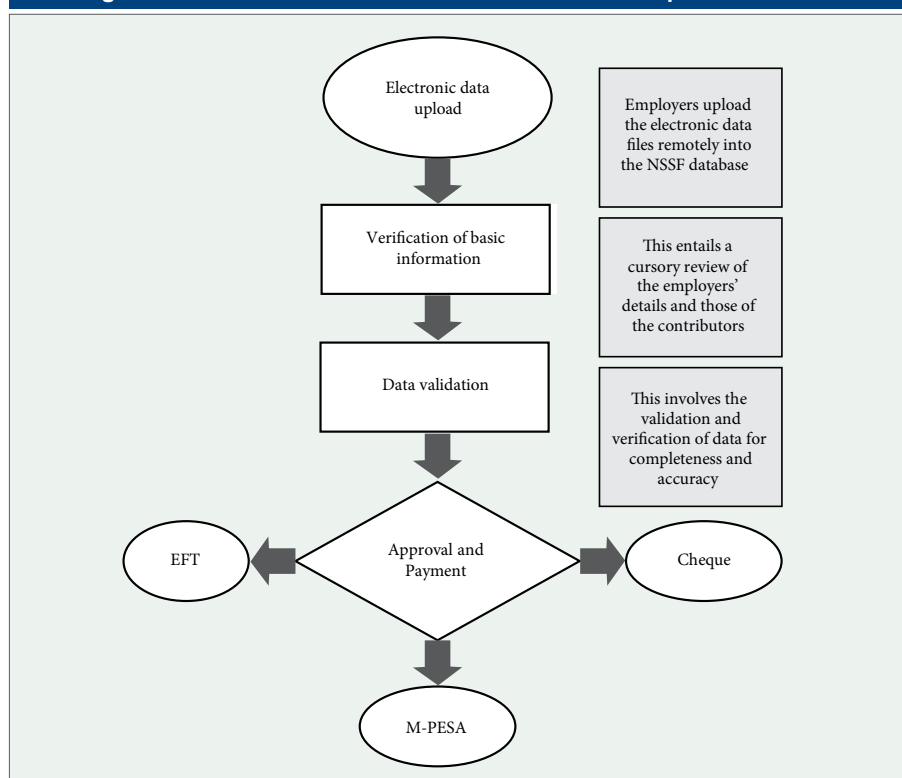 Electronic data
upload
Employers upload
the electronic data
files remotely into
the NSSF database
Verification of basic
information
This entails a
cursory review of
the employers’
details and those of
the contributors
Data validation
This involves the
validation and
verification of data for
completeness and
accuracy
Approval and
Payment
EFT
Cheque
M-PESA